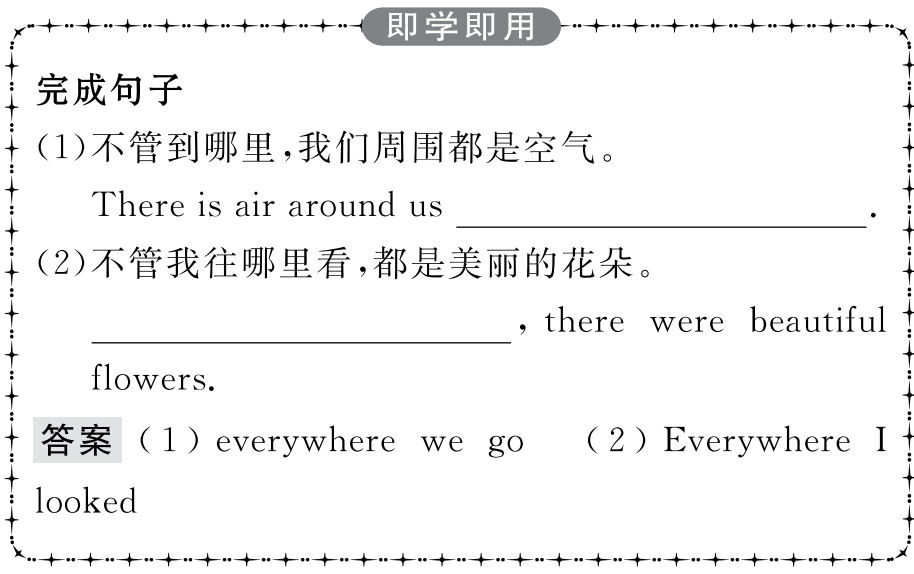 即学即用
完成句子
(1)不管到哪里,我们周围都是空气。
There is air around us ____________________.
(2)不管我往哪里看,都是美丽的花朵。
____________________, there were beautiful
flowers.
答案 (1) everywhere we go (2) Everywhere I
looked